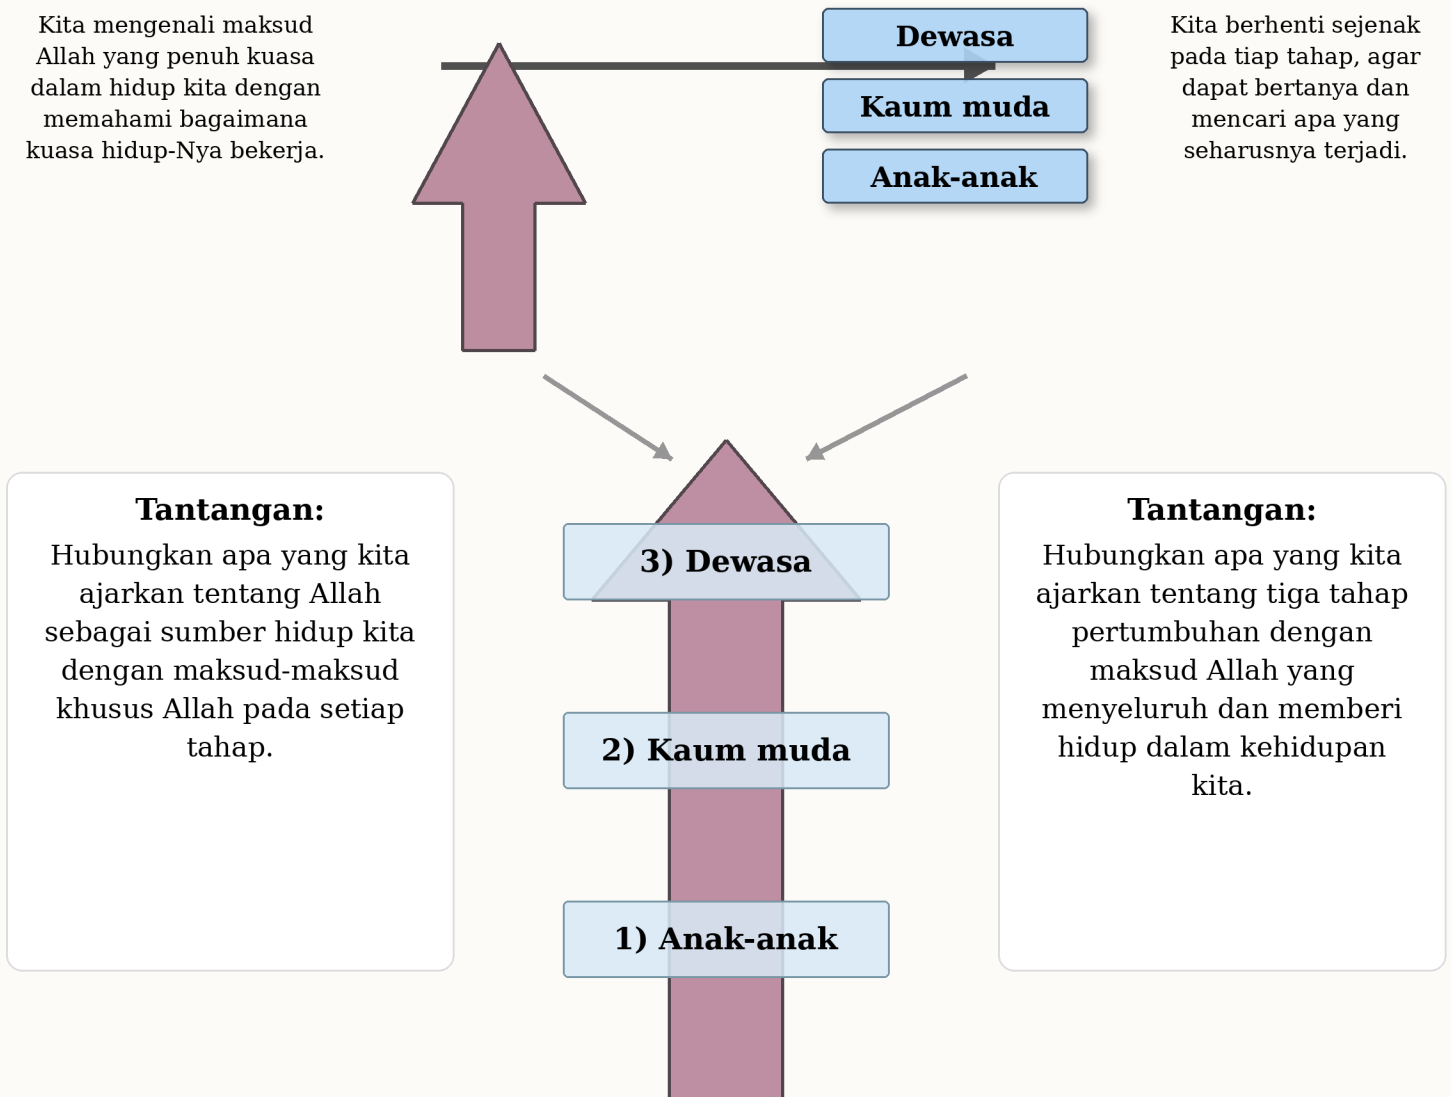 Kita mengenali maksud
Allah yang penuh kuasa
dalam hidup kita dengan
memahami bagaimana
kuasa hidup-Nya bekerja.
Dewasa
Kaum muda
Anak-anak
Kita berhenti sejenak
pada tiap tahap, agar
dapat bertanya dan
mencari apa yang
seharusnya terjadi.
Tantangan:
Hubungkan apa yang kita
ajarkan tentang Allah
sebagai sumber hidup kita
dengan maksud-maksud
khusus Allah pada setiap
tahap.
3) Dewasa
2) Kaum muda
1) Anak-anak
Tantangan:
Hubungkan apa yang kita
ajarkan tentang tiga tahap
pertumbuhan dengan
maksud Allah yang
menyeluruh dan memberi
hidup dalam kehidupan
kita.